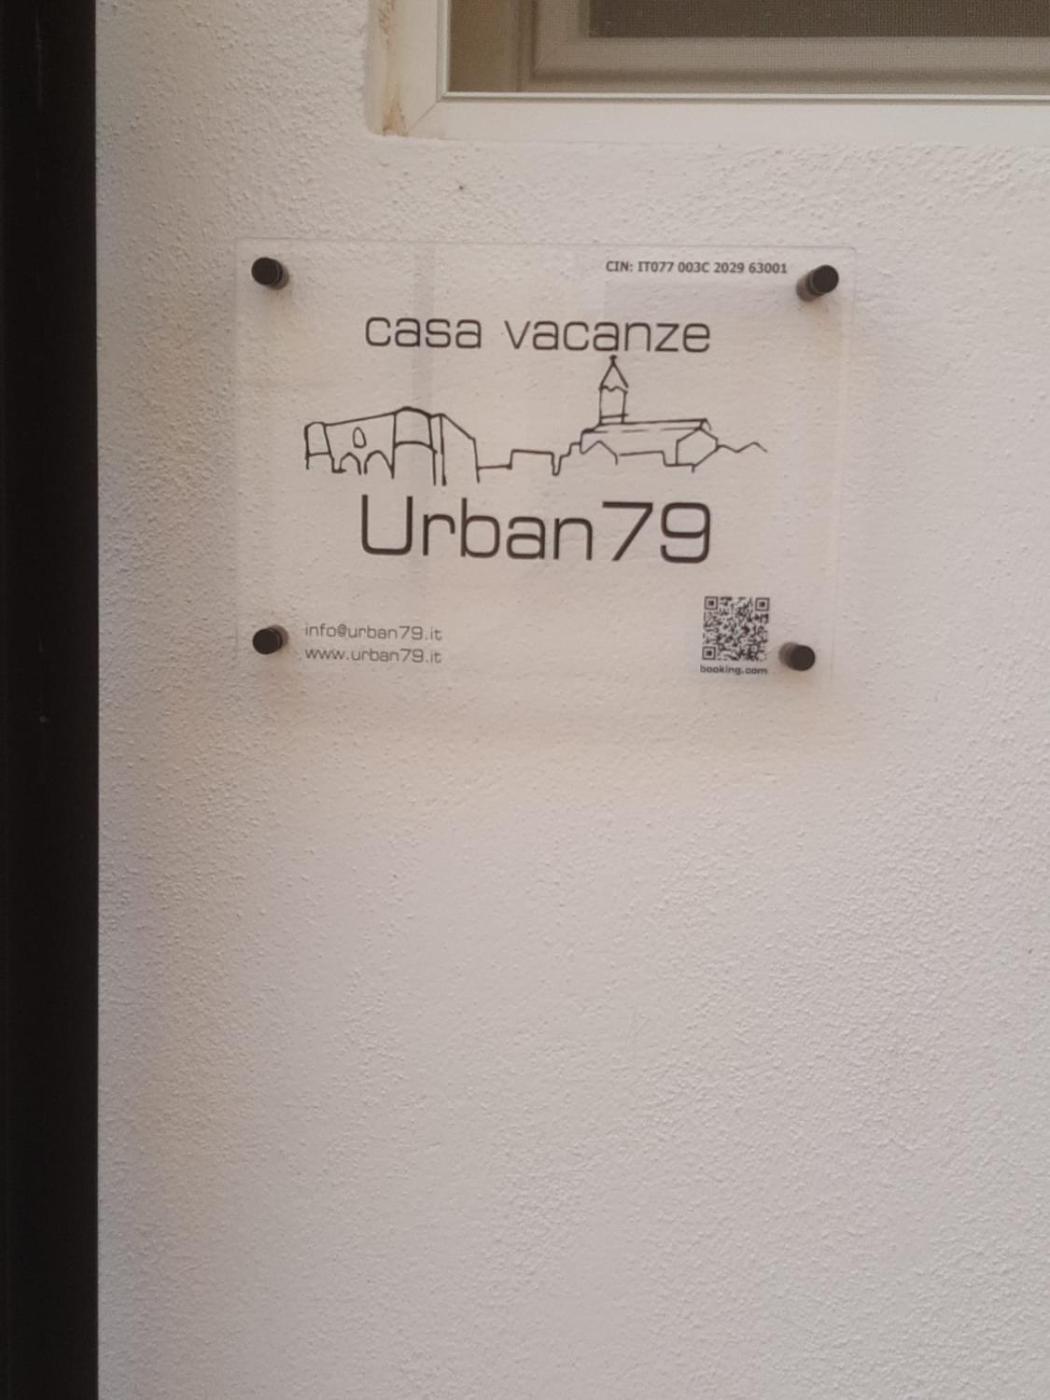 CIN: IT077 003C 2029 63001
casa vacanze
Urban79
info@urban79.it
www.urban79.it
booking.com